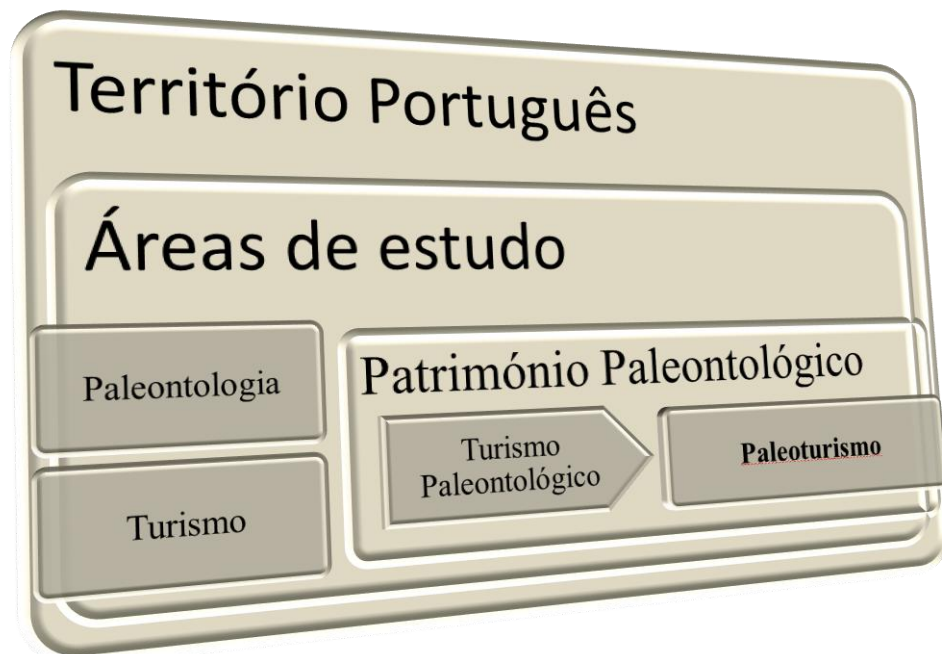 Território Português
Áreas de estudo
Paleontologia
Turismo
Património Paleontológico
Turismo
Paleontológico
Paleoturismo